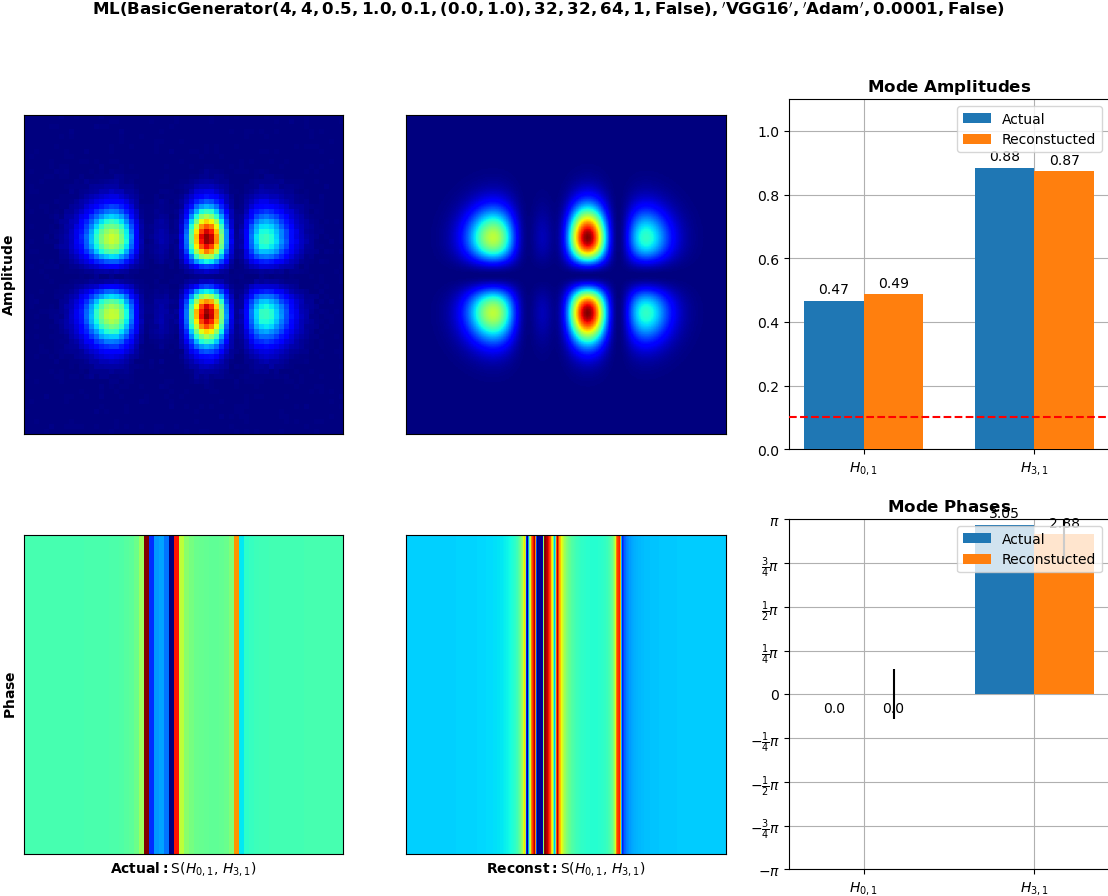 ML(BasicGenerator(4, 4, 0.5, 1.0, 0.1, (0.0, 1.0), 32, 32, 64, 1, False), ′VGG16′, ′Adam′, 0.0001, False)
Amplitude
Mode Amplitudes
Actual
Reconstucted
1.0
0.8
0.6
0.4
0.2
0.0
0.47
0.49
0.88
0.87
H0, 1
H3, 1
Phase
Actual: S(H0, 1, H3, 1)
Reconst: S(H0, 1, H3, 1)
Mode Phases
Actual
Reconstucted
π
3/4π
1/2π
1/4π
0
−1/4π
−1/2π
−3/4π
−π
0.0
0.0
3.05
2.88
H0, 1
H3, 1